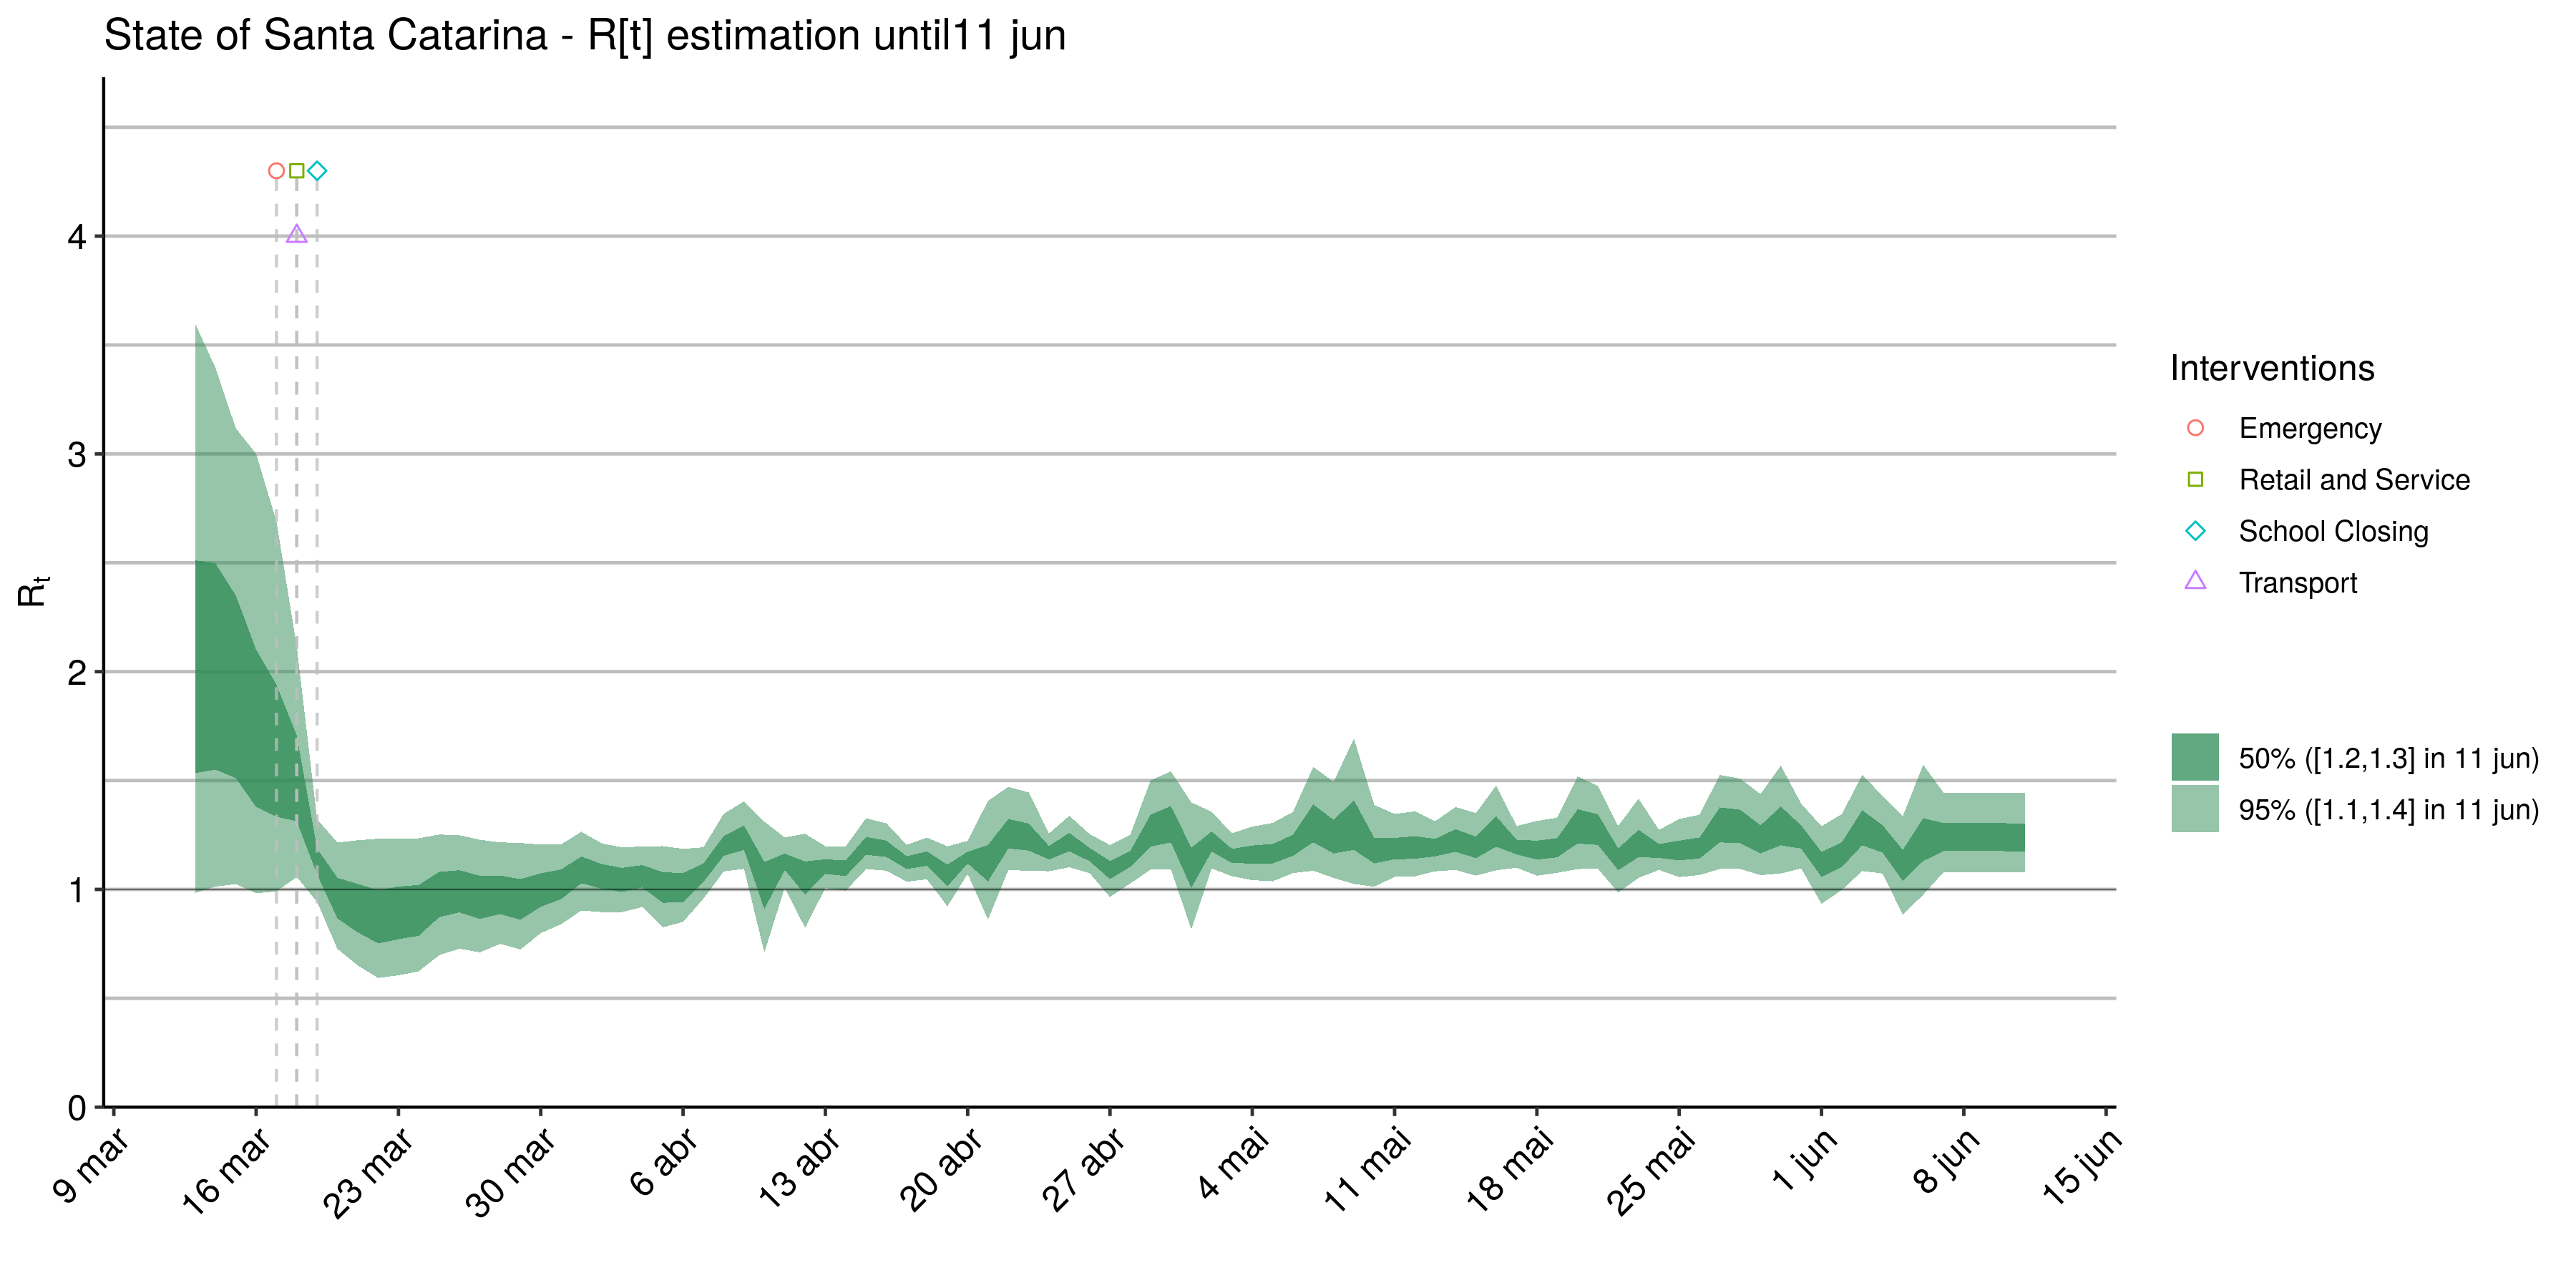 State of Santa Catarina - R[t] estimation until11 jun
Rt
4
3
2
1
0
9 mar
16 mar
23 mar
30 mar
6 abr
13 abr
20 abr
27 abr
4 mai
11 mai
18 mai
25 mai
1 jun
8 jun
15 jun
Interventions
Emergency
Retail and Service
School Closing
Transport
50% ([1.2,1.3] in 11 jun)
95% ([1.1,1.4] in 11 jun)